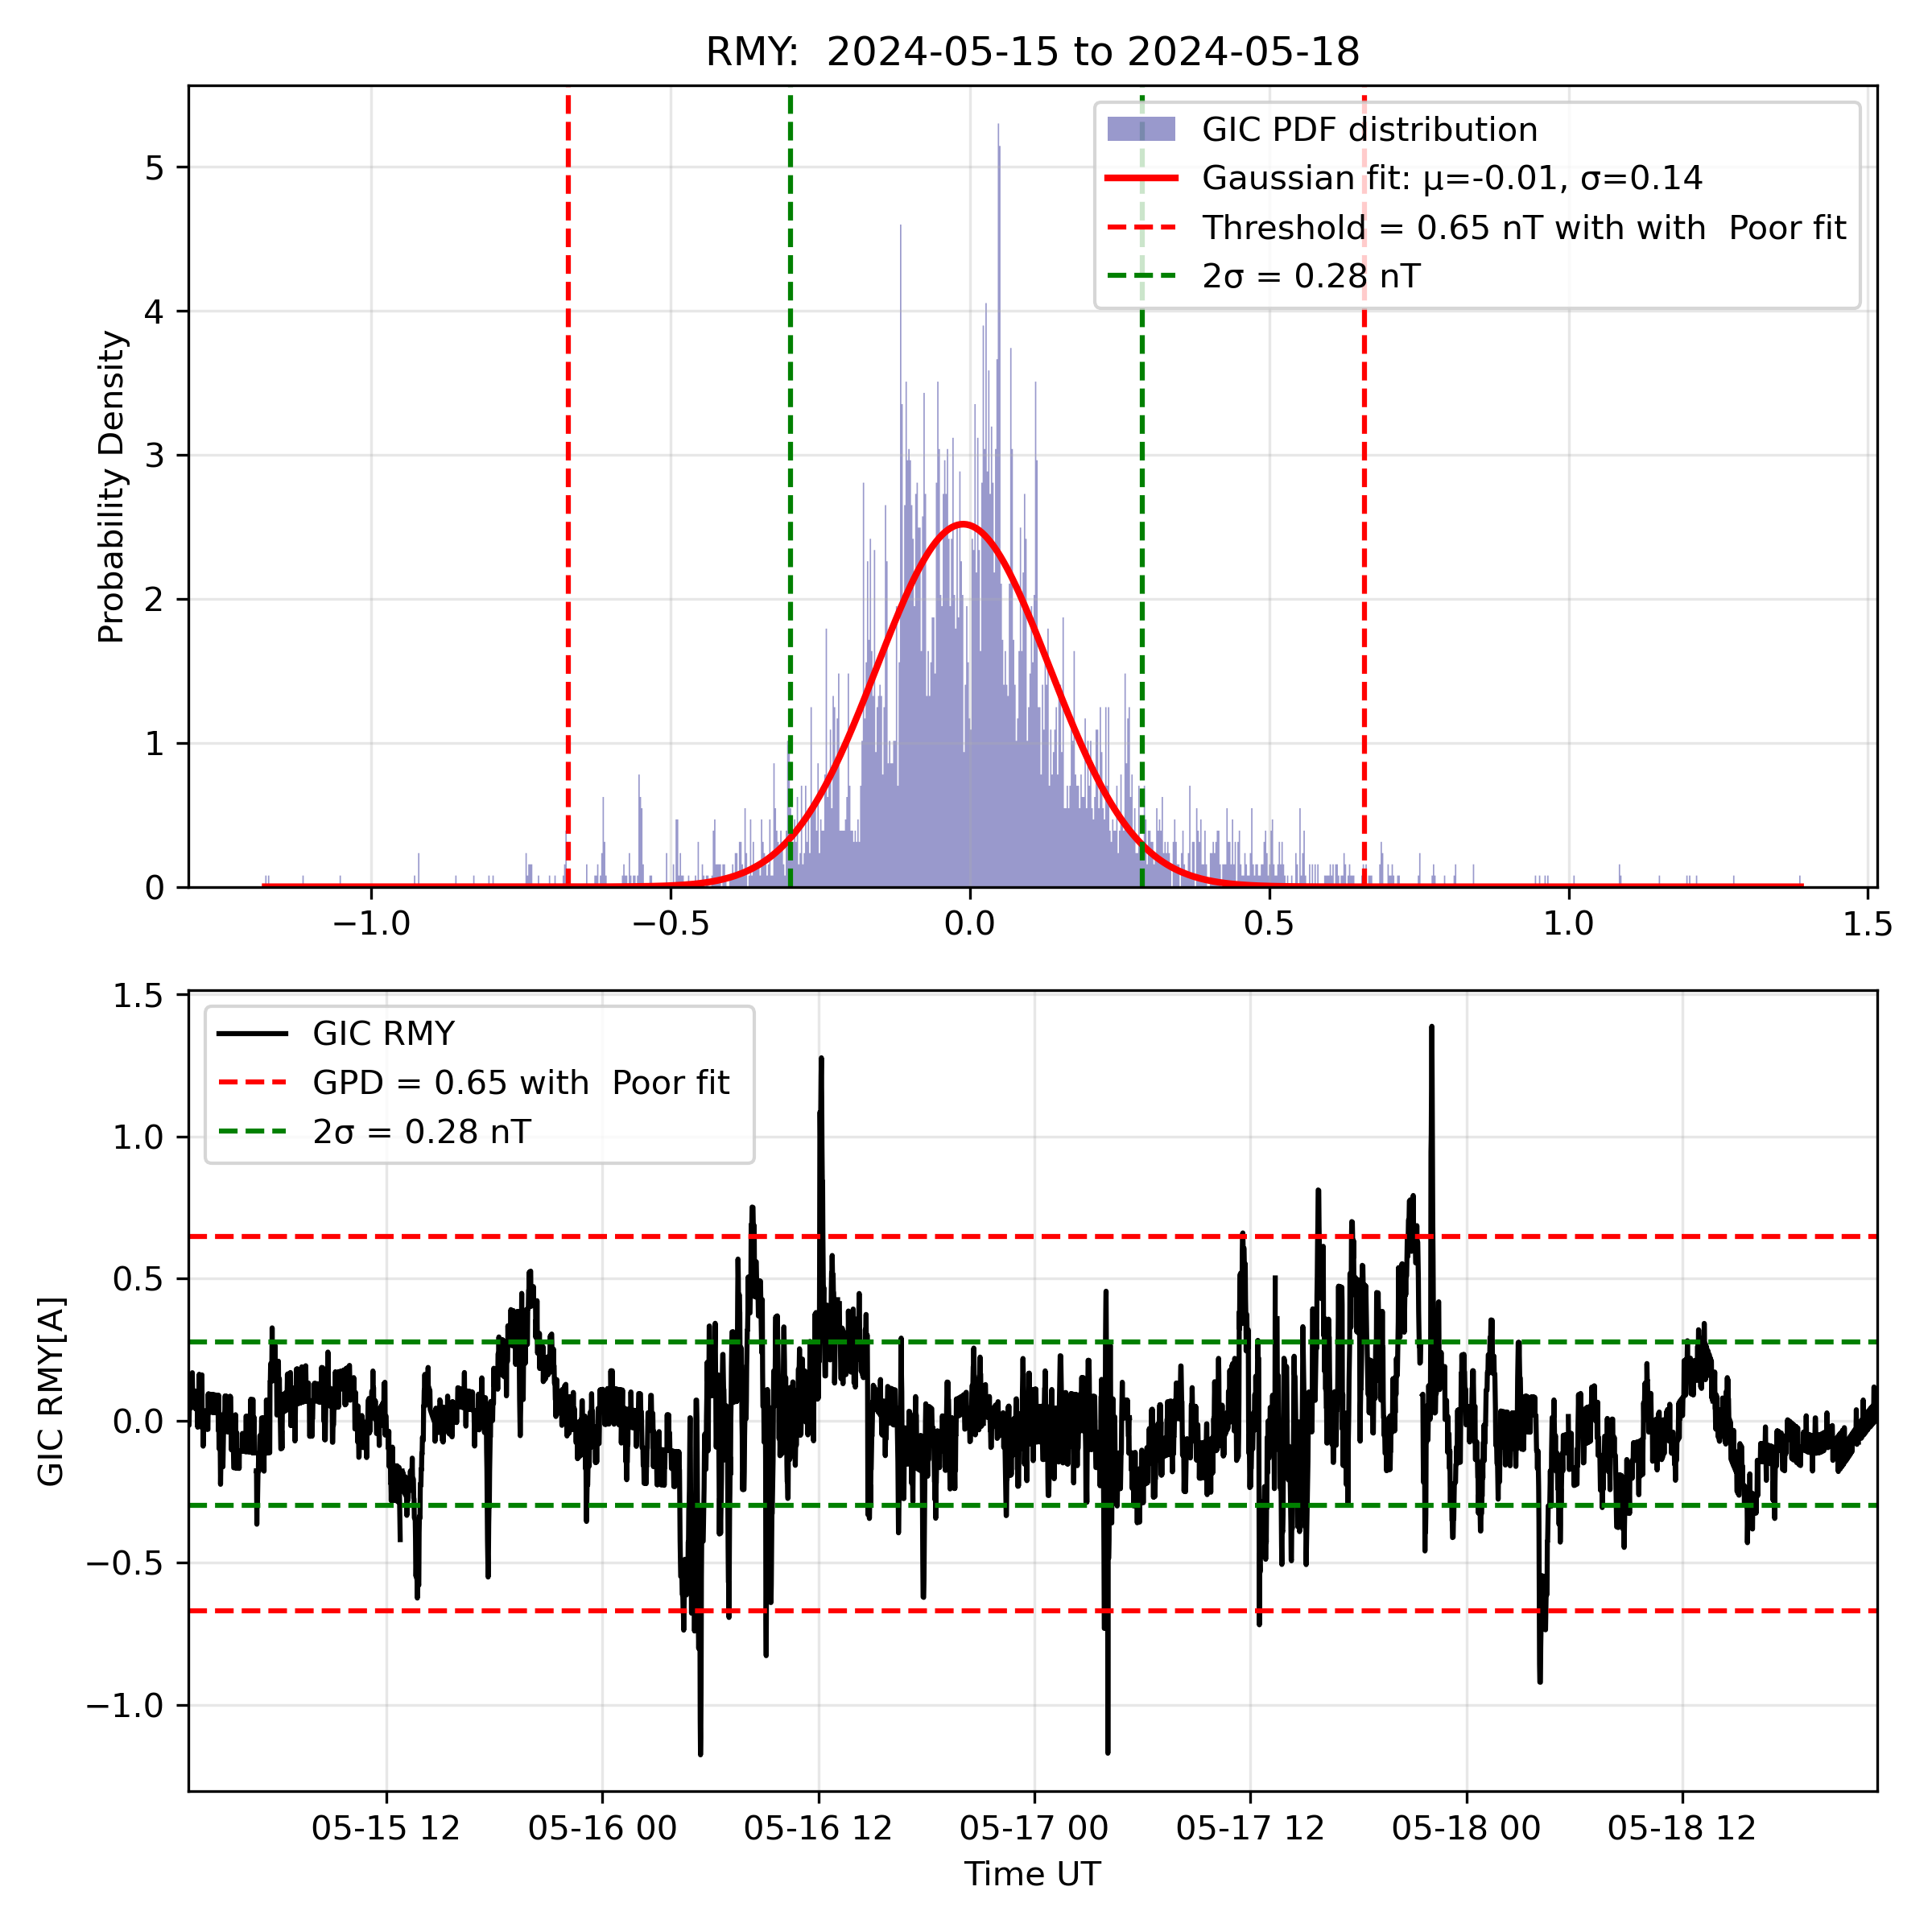 RMY:  2024-05-15 to 2024-05-18
Probability Density
5
4
3
2
1
0
GIC PDF distribution
Gaussian fit: μ=-0.01, σ=0.14
Threshold = 0.65 nT with with  Poor fit
2σ = 0.28 nT
−1.0
−0.5
0.0
0.5
1.0
1.5
GIC RMY[A]
1.5
1.0
0.5
0.0
−0.5
−1.0
GIC RMY
GPD = 0.65 with  Poor fit
2σ = 0.28 nT
05-15 12
05-16 00
05-16 12
05-17 00
05-17 12
05-18 00
05-18 12
Time UT